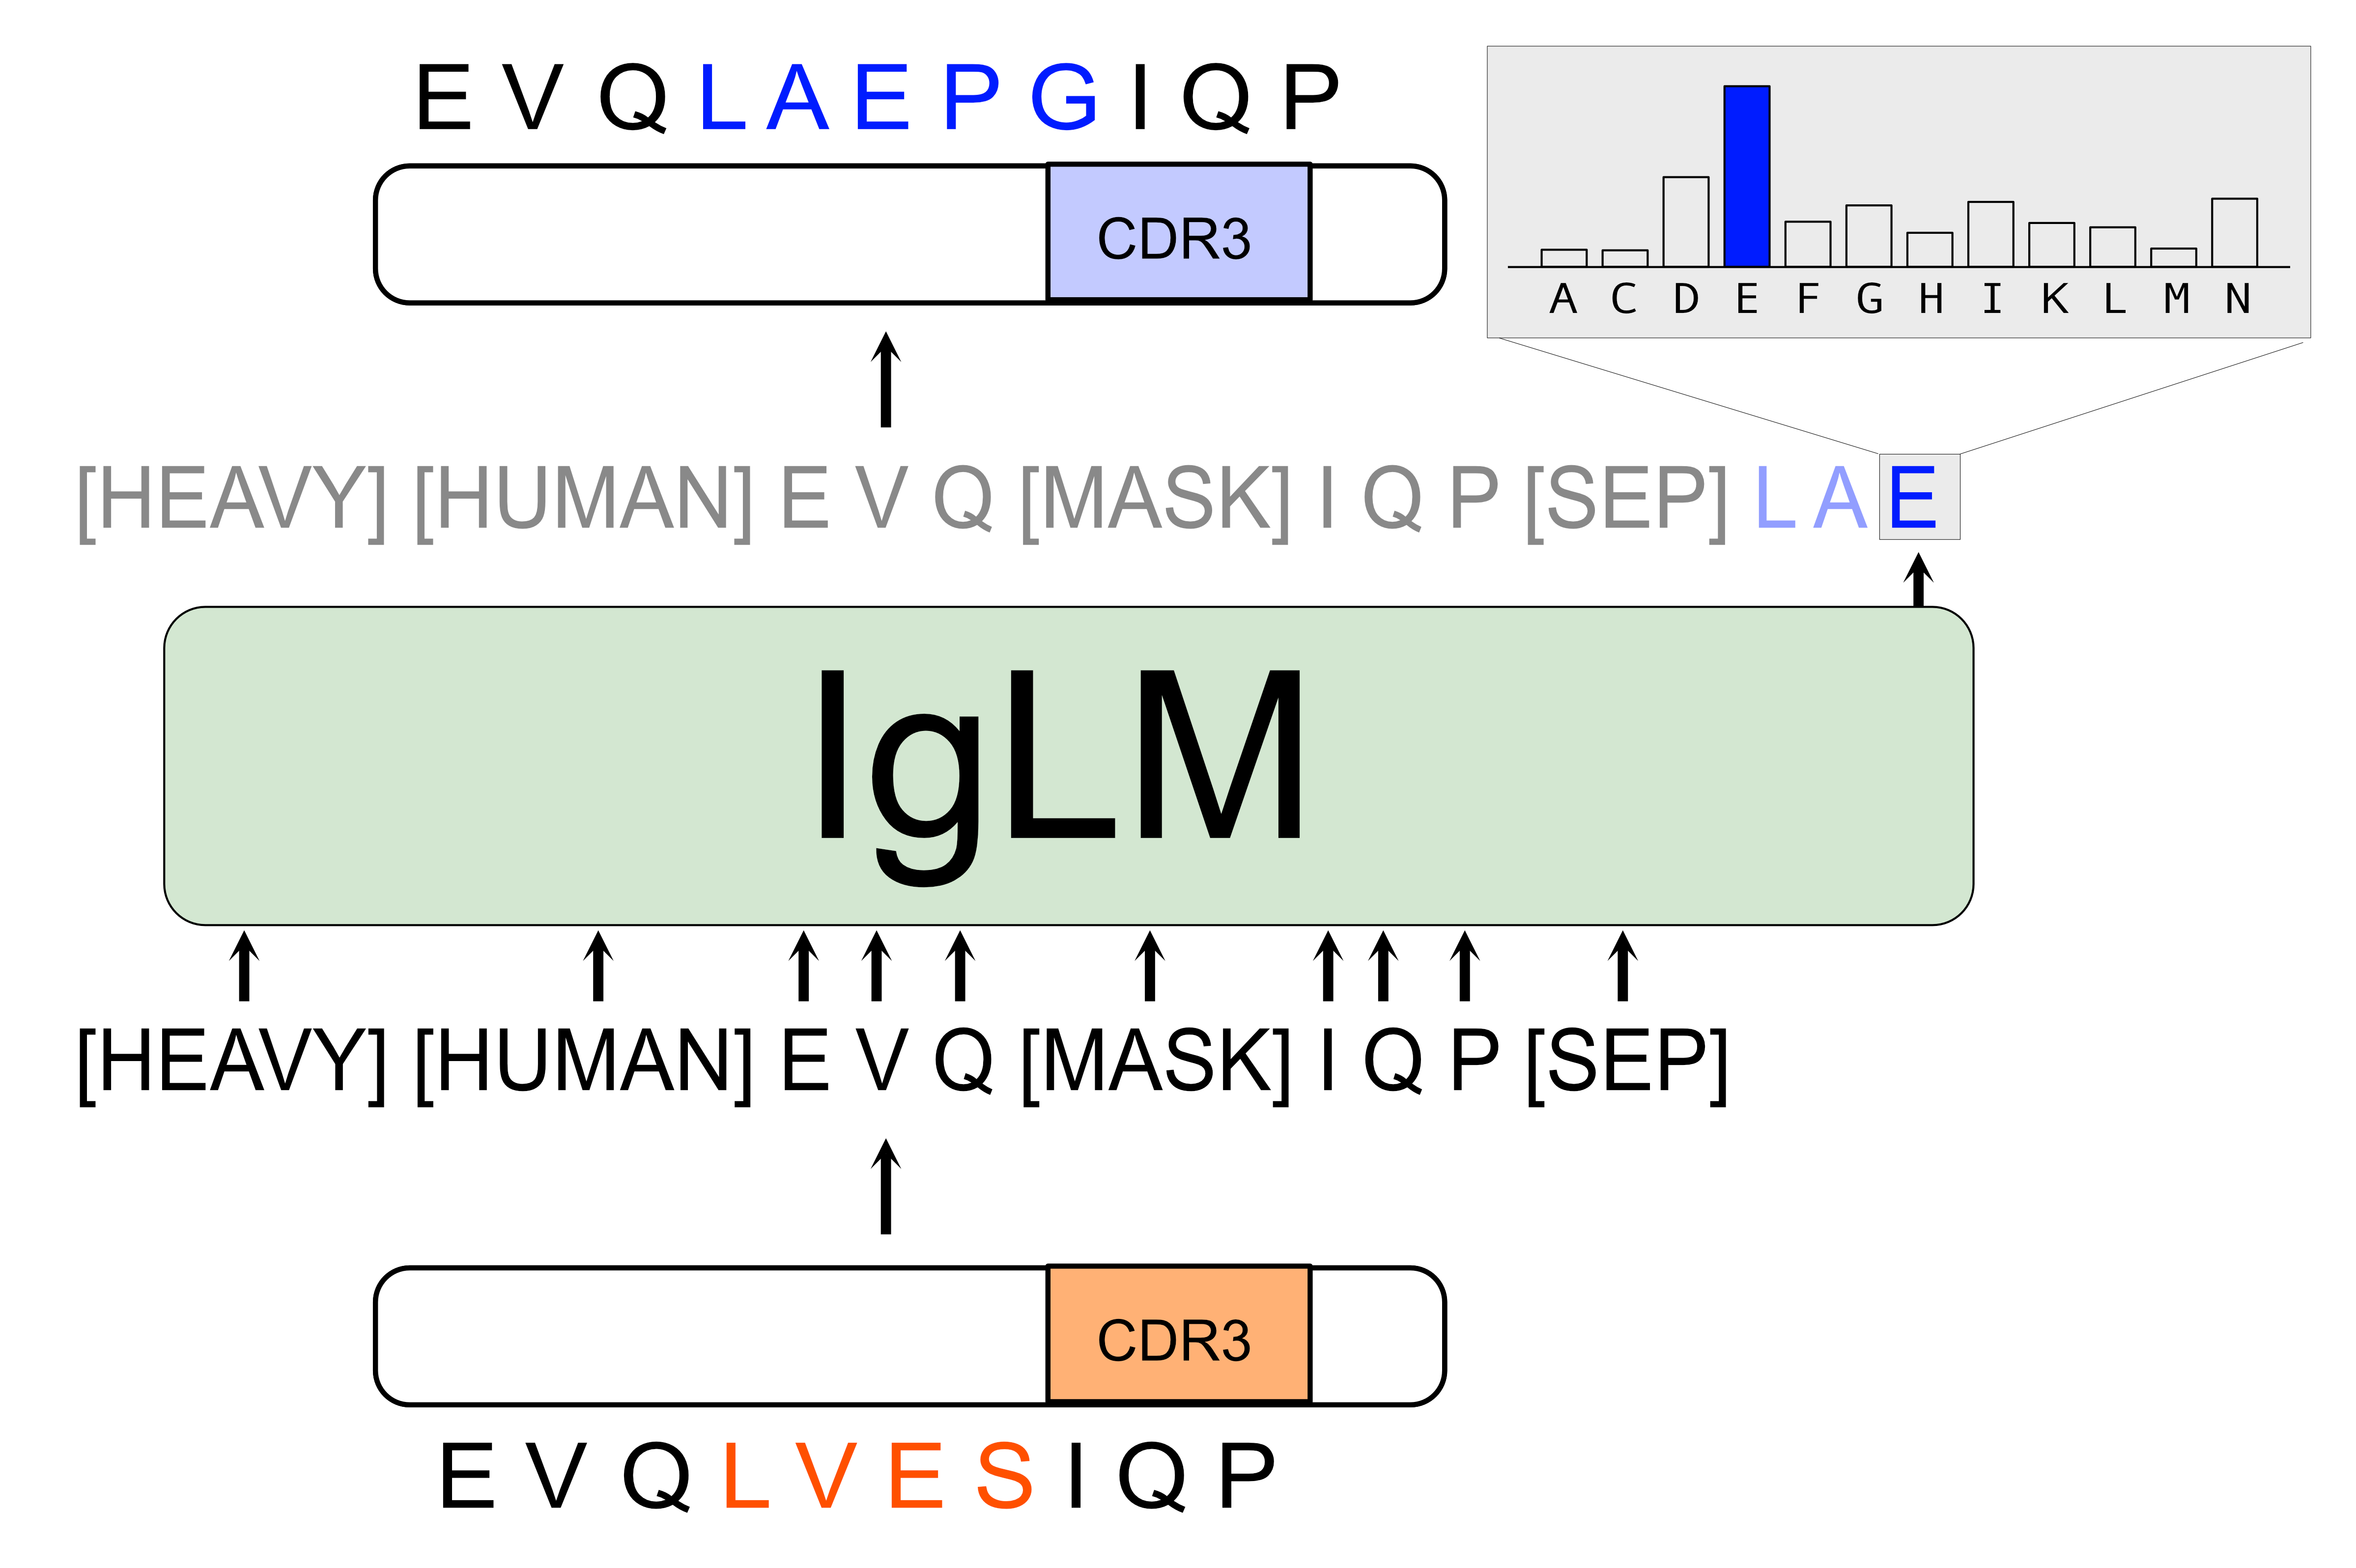 E V Q L A E P G I Q P
CDR3
A C D E F G H I K L M N
[HEAVY] [HUMAN] E V Q [MASK] I Q P [SEP] L A E
IgLM
[HEAVY] [HUMAN] E V Q [MASK] I Q P [SEP]
CDR3
E V Q L V E S I Q P